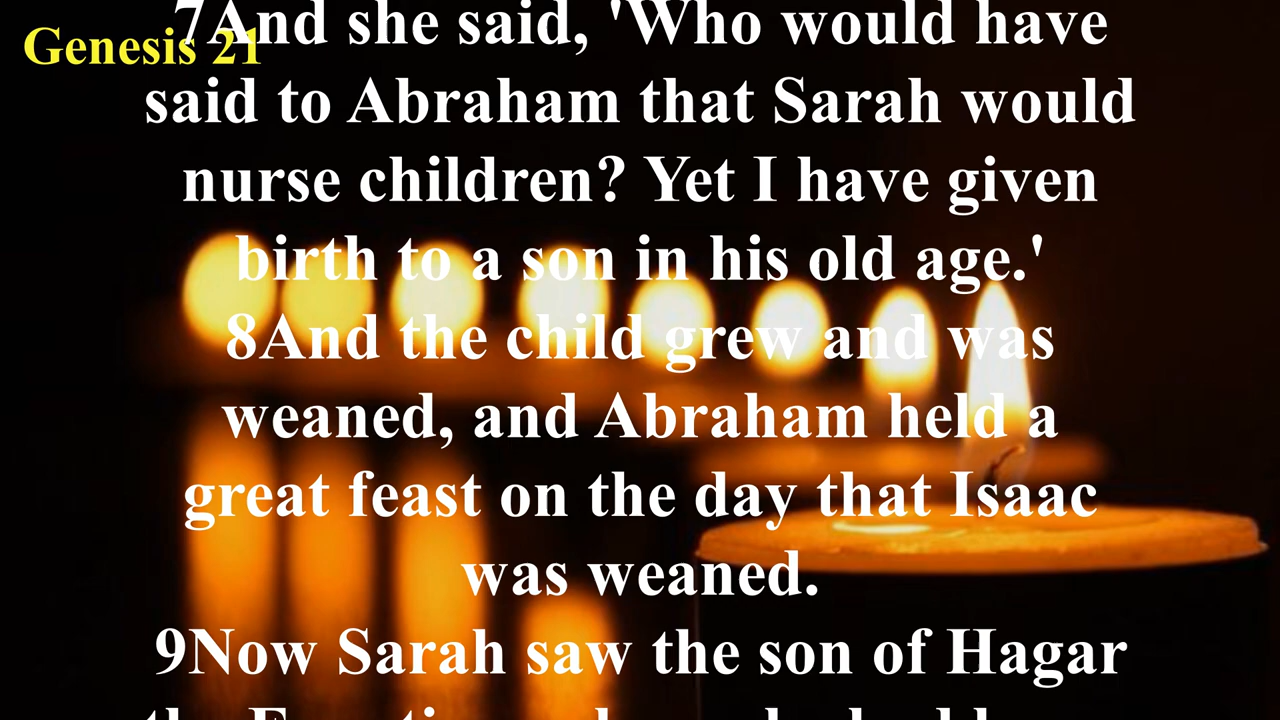 Genesis 21
7And she said, 'Who would have
said to Abraham that Sarah would
nurse children? Yet I have given
birth to a son in his old age.'
8And the child grew and was
weaned, and Abraham held a
great feast on the day that Isaac
was weaned.
9Now Sarah saw the son of Hagar